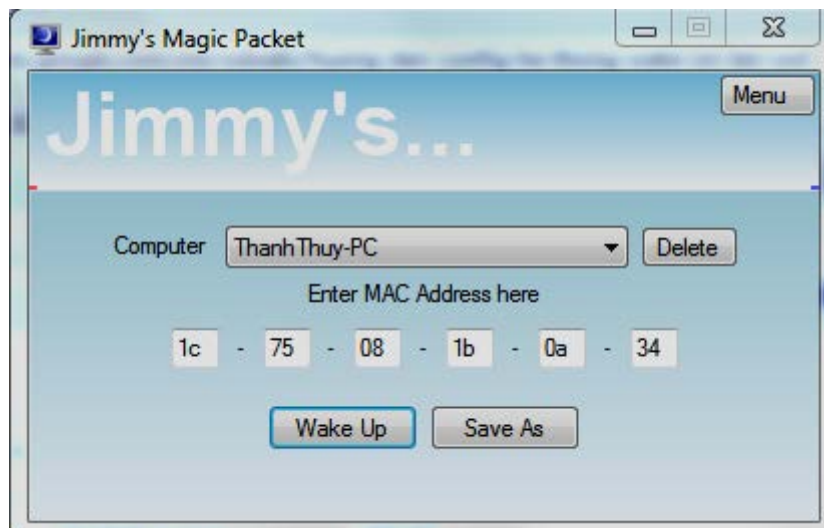 Jimmy's Magic Packet
Menu
Jimmy's...
Computer ThanhThuy-PC Delete
Enter MAC Address here
1c - 75 - 08 - 1b - 0a - 34
Wake Up Save As